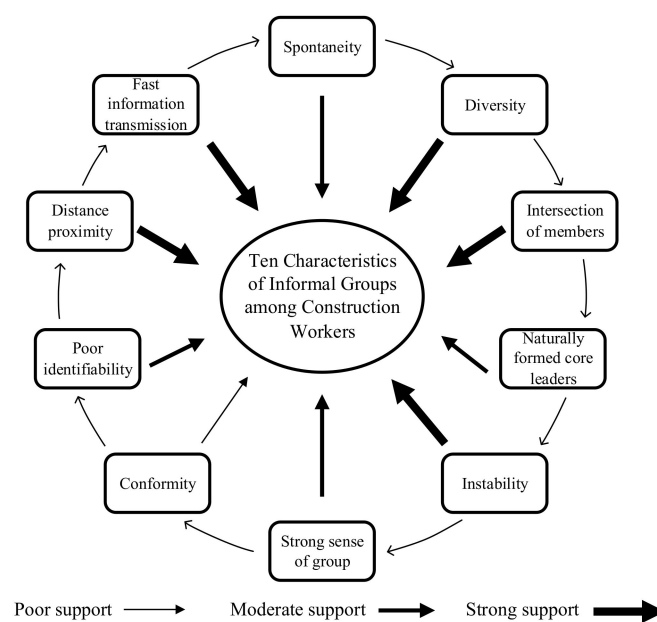 Spontaneity
Diversity
Intersection
of members
Naturally
formed core
leaders
Instability
Strong sense
of group
Conformity
Poor
identifiability
Distance
proximity
Fast
information
transmission
Ten Characteristics
of Informal Groups
among Construction
Workers
Poor support
Moderate support
Strong support